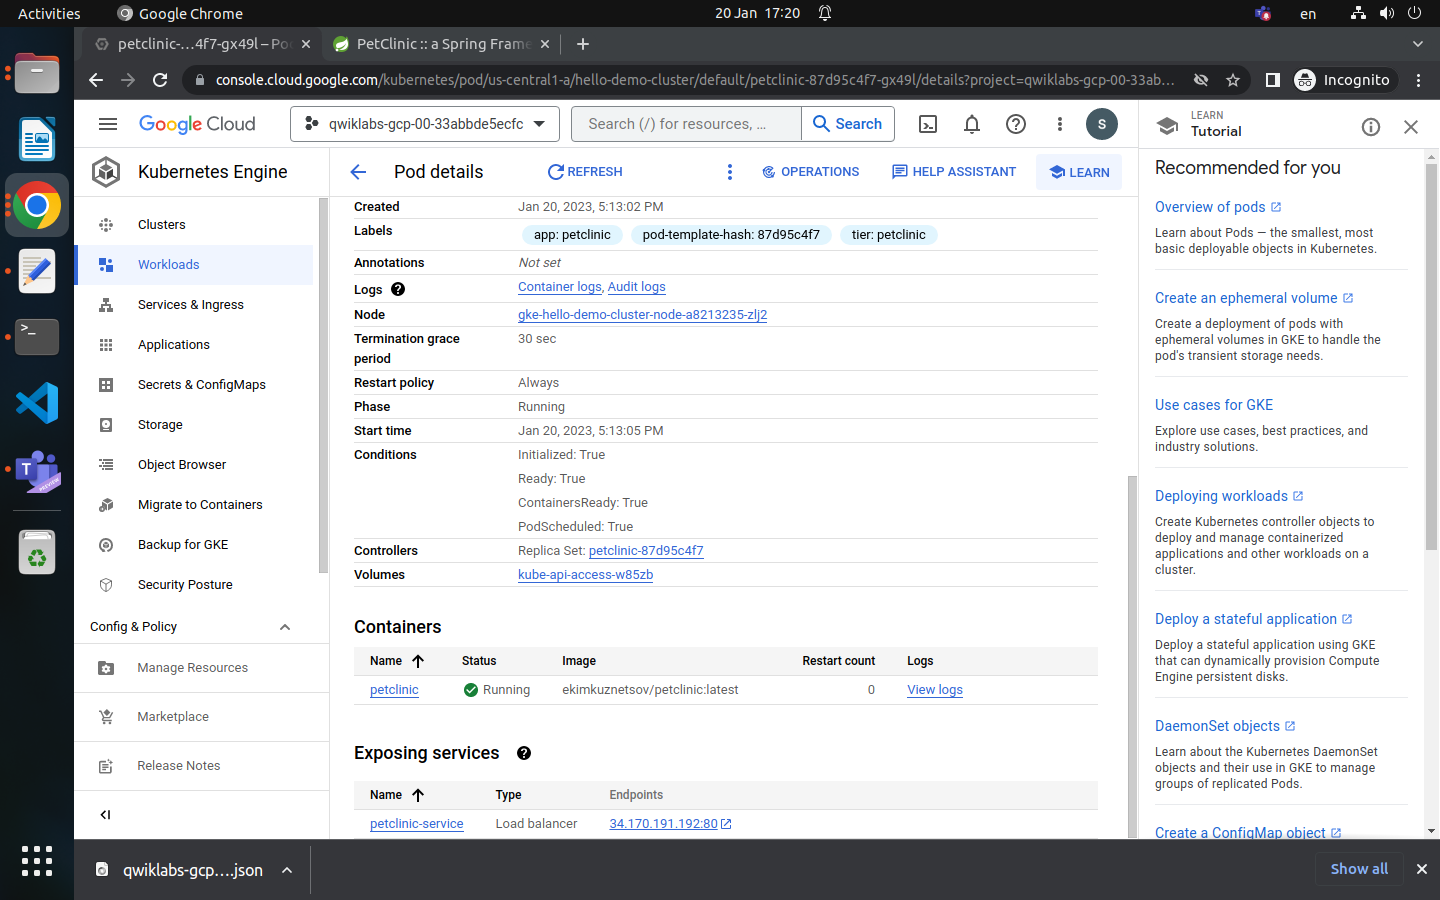 Activities
Google Chrome
20 Jan 17:20
en
petclinic-…4f7-gx49l – Po
PetClinic :: a Spring Frame
console.cloud.google.com/kubernetes/pod/us-central1-a/hello-demo-cluster/default/petclinic-87d95c4f7-gx49l/details?project=qwiklabs-gcp-00-33ab…
Incognito
Google Cloud
qwiklabs-gcp-00-33abbde5ecfc
Search (/) for resources, …
Search
S
LEARN
Tutorial
Kubernetes Engine
Pod details
REFRESH
OPERATIONS
HELP ASSISTANT
LEARN
Clusters
Workloads
Services & Ingress
Applications
Secrets & ConfigMaps
Storage
Object Browser
Migrate to Containers
Backup for GKE
Security Posture
Config & Policy
Manage Resources
Marketplace
Release Notes
Created Jan 20, 2023, 5:13:02 PM
Labels app: petclinic pod-template-hash: 87d95c4f7 tier: petclinic
Annotations Not set
Logs Container logs, Audit logs
Node gke-hello-demo-cluster-node-a8213235-zlj2
Termination grace period 30 sec
Restart policy Always
Phase Running
Start time Jan 20, 2023, 5:13:05 PM
Conditions Initialized: True
Ready: True
ContainersReady: True
PodScheduled: True
Controllers Replica Set: petclinic-87d95c4f7
Volumes kube-api-access-w85zb
Containers
Name Status Image Restart count Logs
petclinic Running ekimkuznetsov/petclinic:latest 0 View logs
Exposing services
Name Type Endpoints
petclinic-service Load balancer 34.170.191.192:80
Recommended for you
Overview of pods
Learn about Pods — the smallest, most
basic deployable objects in Kubernetes.
Create an ephemeral volume
Create a deployment of pods with
ephemeral volumes in GKE to handle the
pod's transient storage needs.
Use cases for GKE
Explore use cases, best practices, and
industry solutions.
Deploying workloads
Create Kubernetes controller objects to
deploy and manage containerized
applications and other workloads on a
cluster.
Deploy a stateful application
Deploy a stateful application using GKE
that can dynamically provision Compute
Engine persistent disks.
DaemonSet objects
Learn about the Kubernetes DaemonSet
objects and their use in GKE to manage
groups of replicated Pods.
Create a ConfigMap object
qwiklabs-gcp….json
Show all